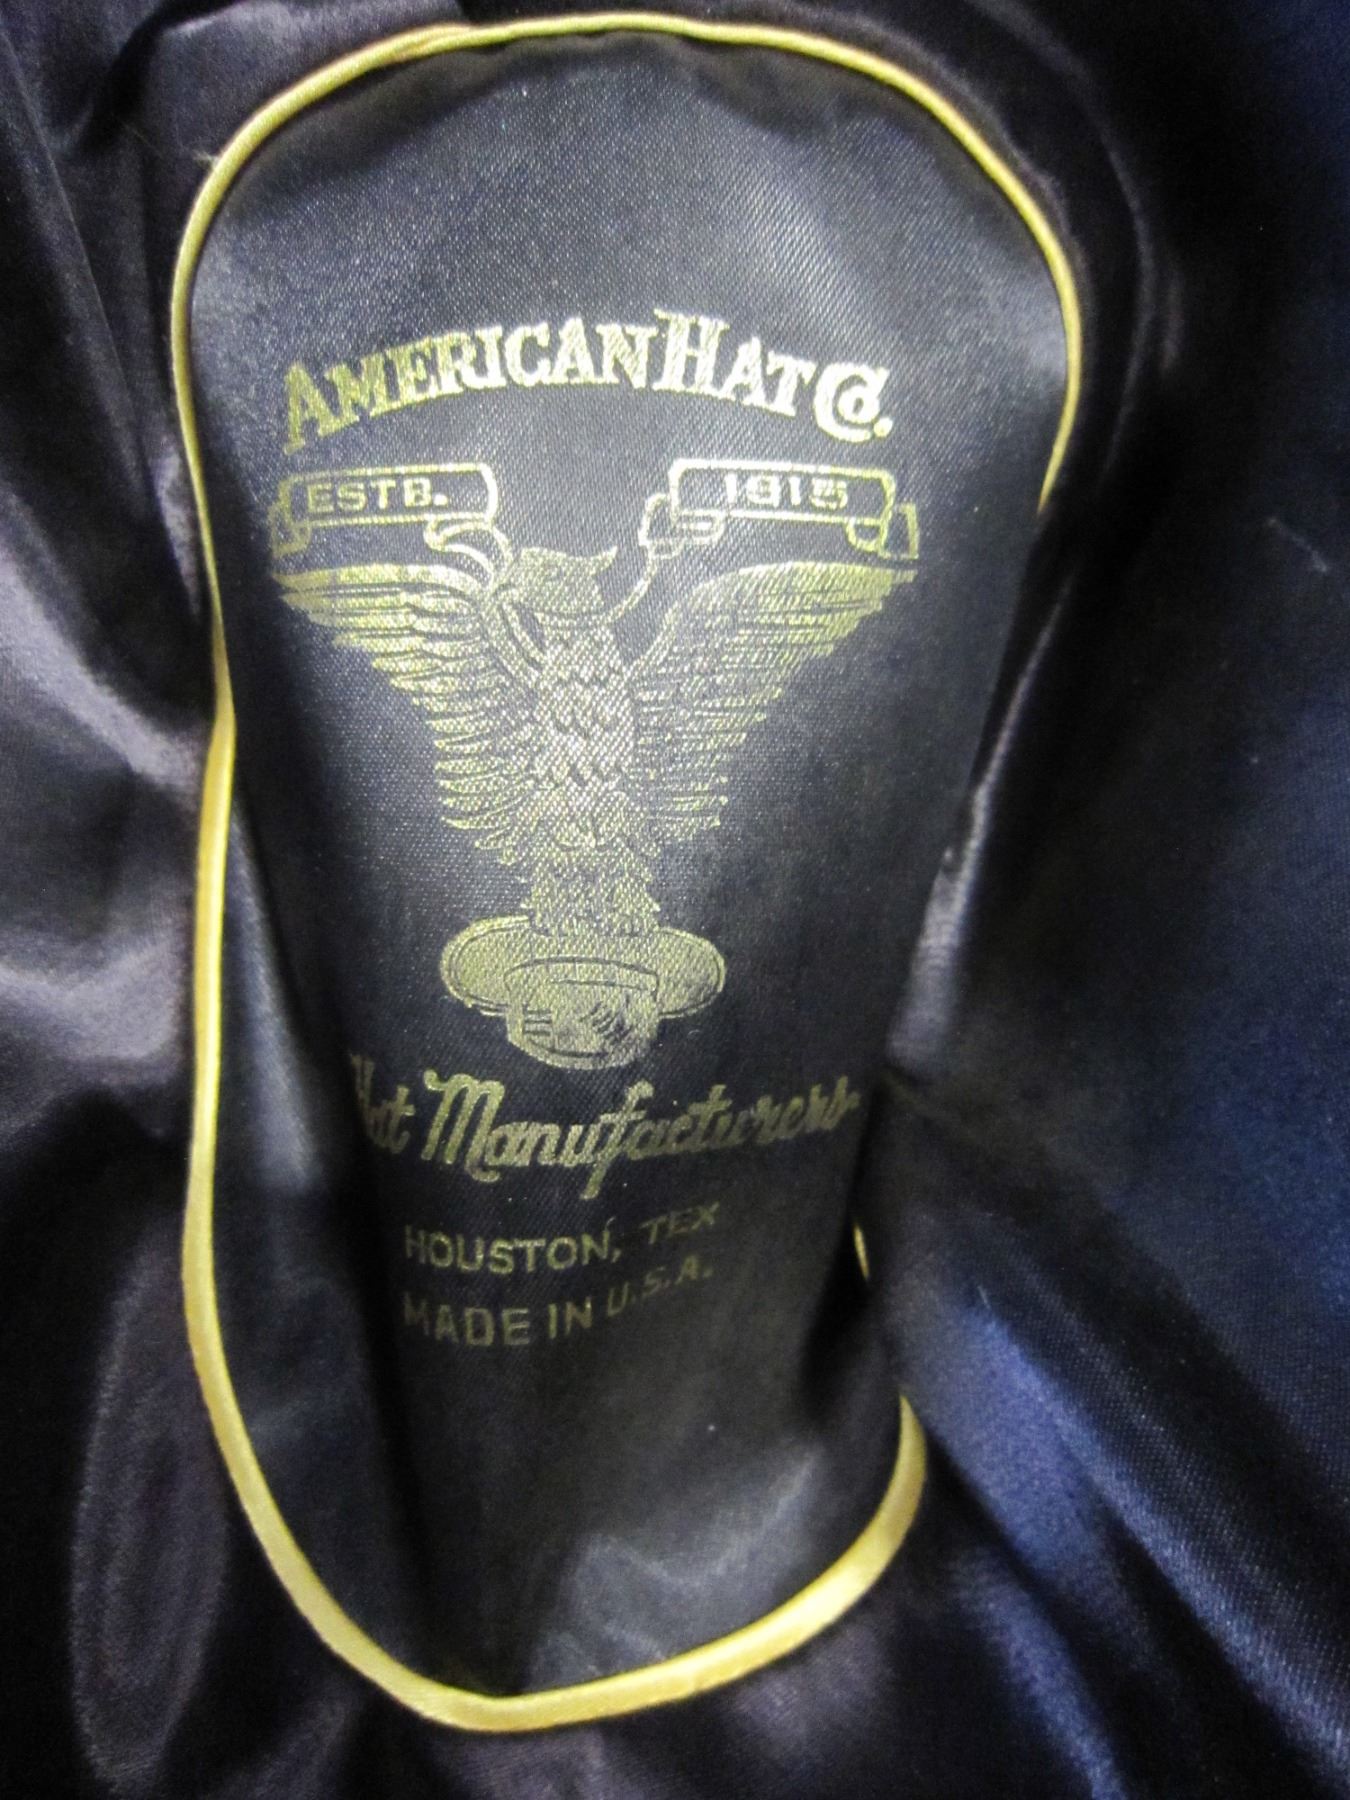 AMERICAN HAT CO.
ESTB. 1915
Hat Manufacturers
HOUSTON, TEX
MADE IN U.S.A.